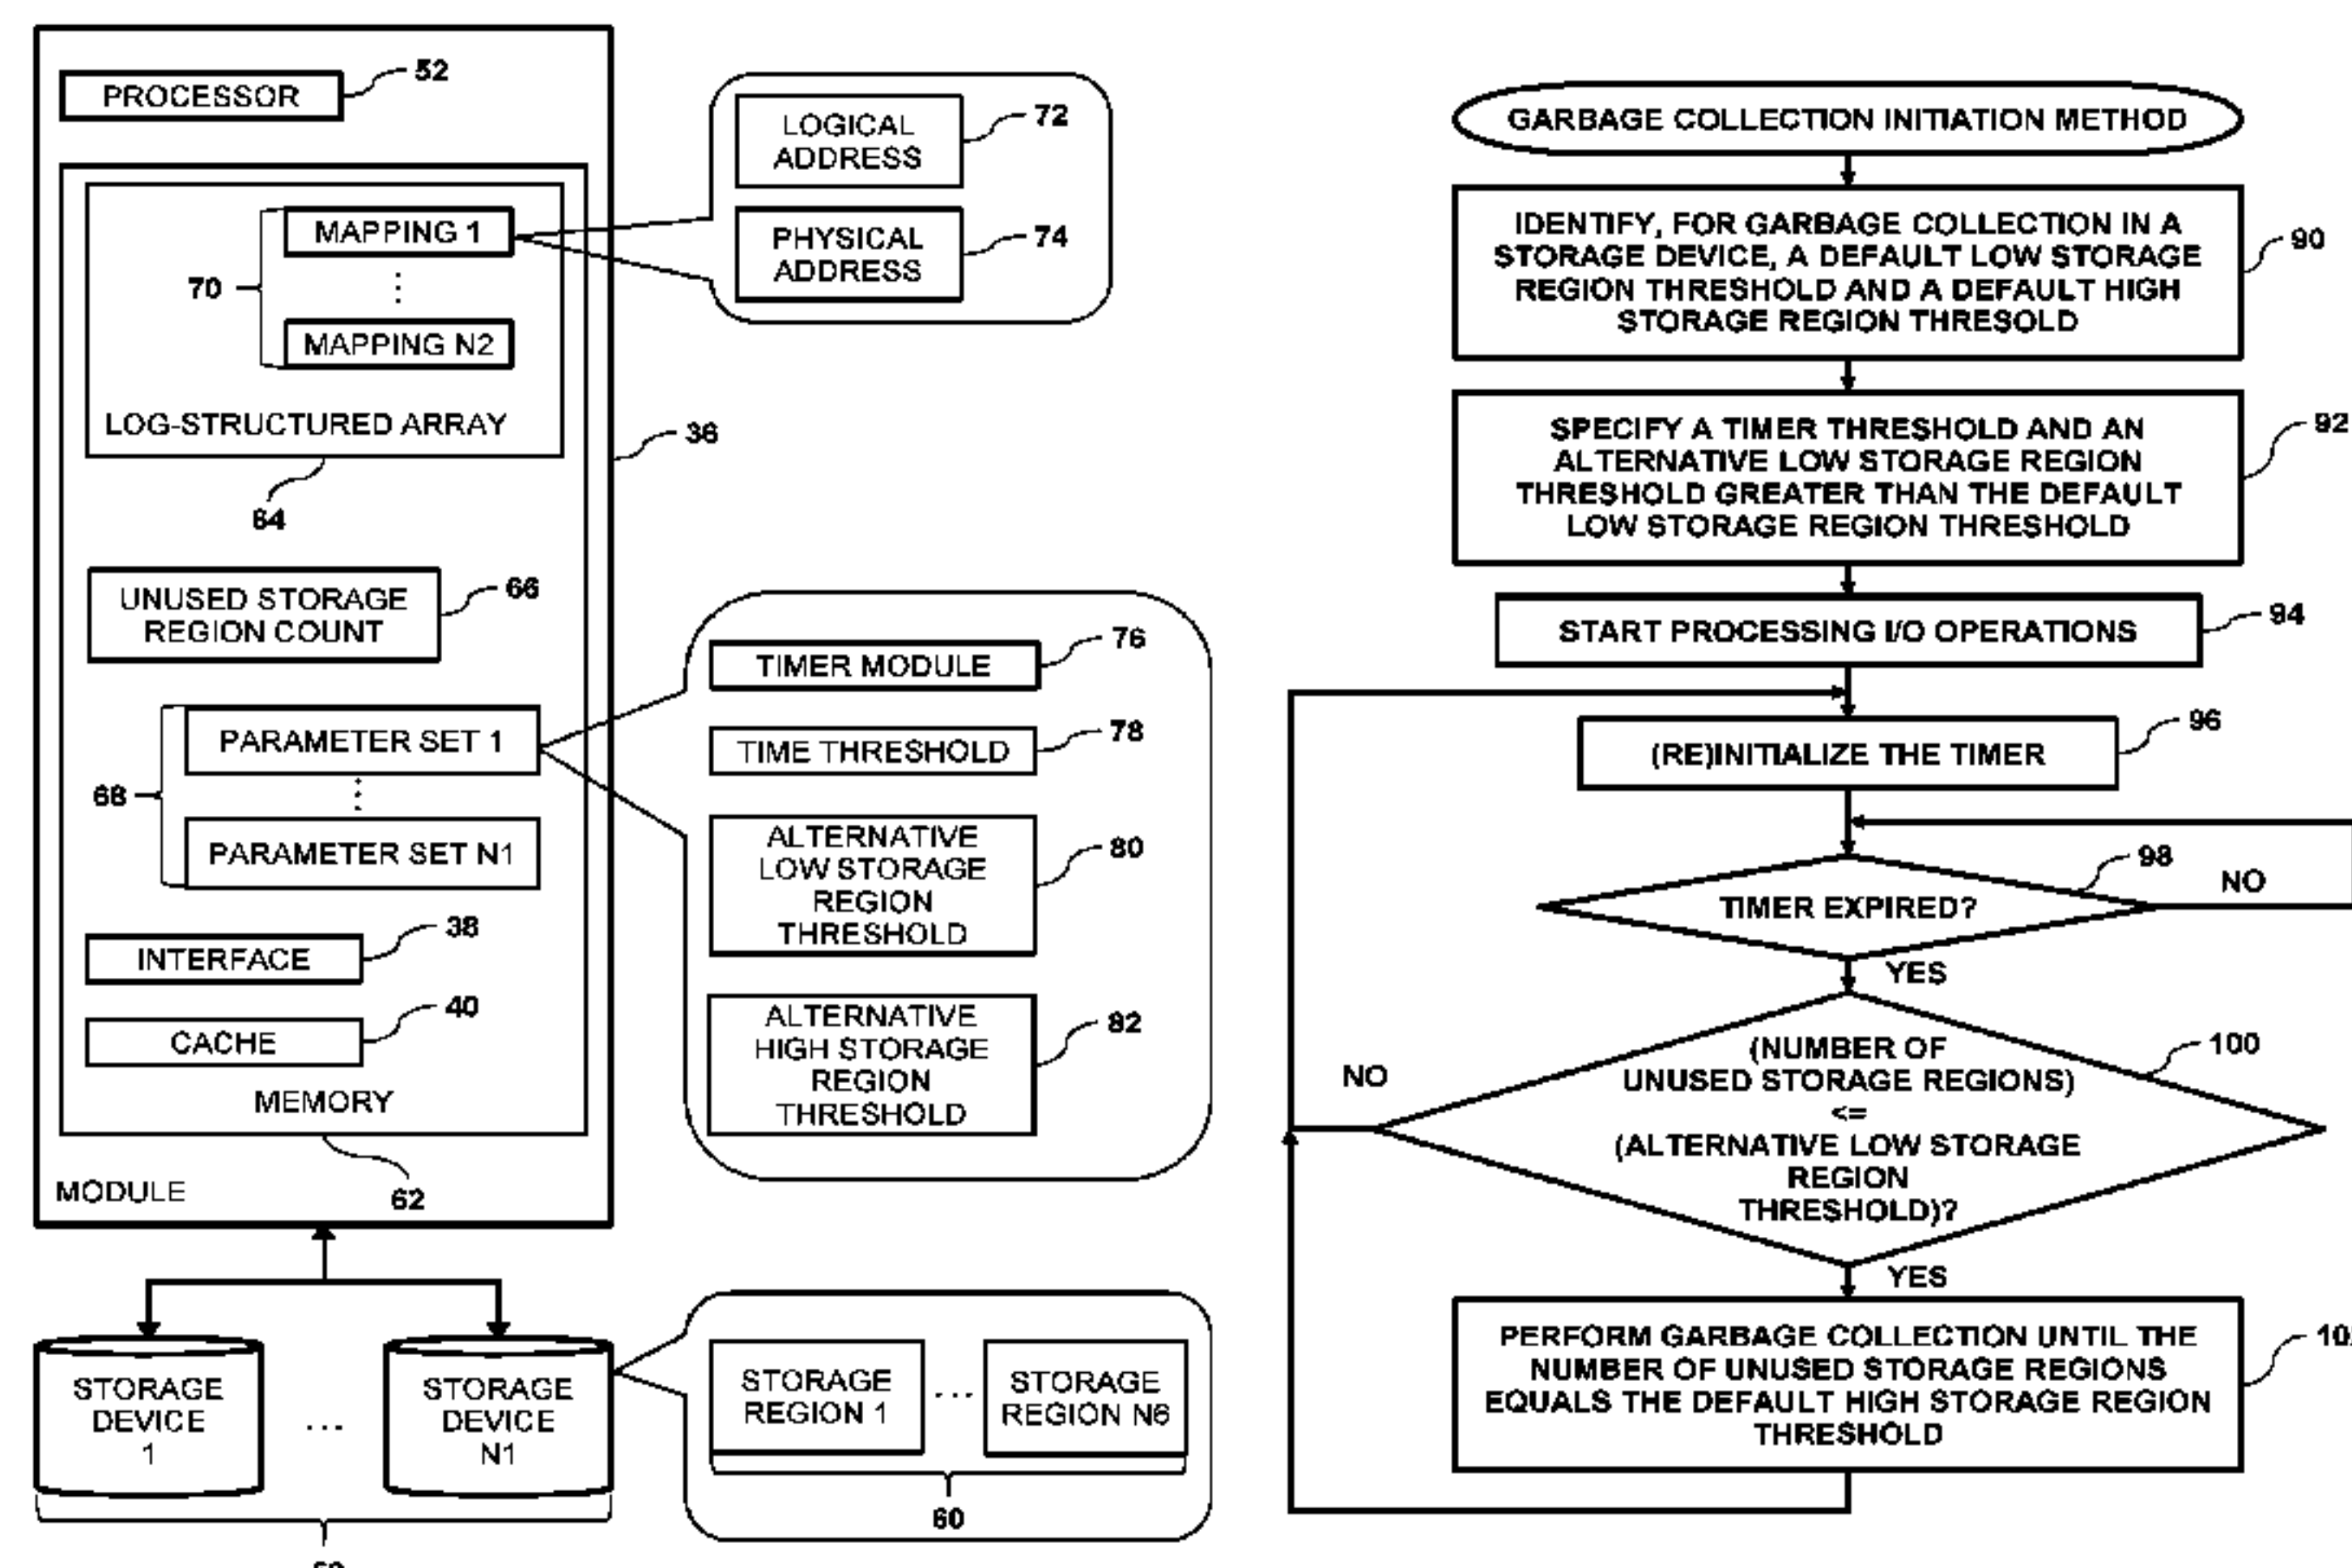 PROCESSOR
52
MAPPING 1
70
MAPPING N2
LOG-STRUCTURED ARRAY
64
36
LOGICAL
ADDRESS
72
PHYSICAL
ADDRESS
74
UNUSED STORAGE
REGION COUNT
66
PARAMETER SET 1
68
PARAMETER SET N1
INTERFACE
38
CACHE
40
MEMORY
62
MODULE
TIMER MODULE
76
TIME THRESHOLD
78
ALTERNATIVE
LOW STORAGE
REGION
THRESHOLD
80
ALTERNATIVE
HIGH STORAGE
REGION
THRESHOLD
82
STORAGE
DEVICE
1
...
STORAGE
DEVICE
N1
STORAGE
REGION 1
...
STORAGE
REGION N6
60
GARBAGE COLLECTION INITIATION METHOD
IDENTIFY, FOR GARBAGE COLLECTION IN A
STORAGE DEVICE, A DEFAULT LOW STORAGE
REGION THRESHOLD AND A DEFAULT HIGH
STORAGE REGION THRESOLD
90
SPECIFY A TIMER THRESHOLD AND AN
ALTERNATIVE LOW STORAGE REGION
THRESHOLD GREATER THAN THE DEFAULT
LOW STORAGE REGION THRESHOLD
92
START PROCESSING I/O OPERATIONS
94
(RE)INITIALIZE THE TIMER
96
TIMER EXPIRED?
98
NO
YES
(NUMBER OF
UNUSED STORAGE REGIONS)
<=
(ALTERNATIVE LOW STORAGE
REGION
THRESHOLD)?
100
NO
YES
PERFORM GARBAGE COLLECTION UNTIL THE
NUMBER OF UNUSED STORAGE REGIONS
EQUALS THE DEFAULT HIGH STORAGE REGION
THRESHOLD